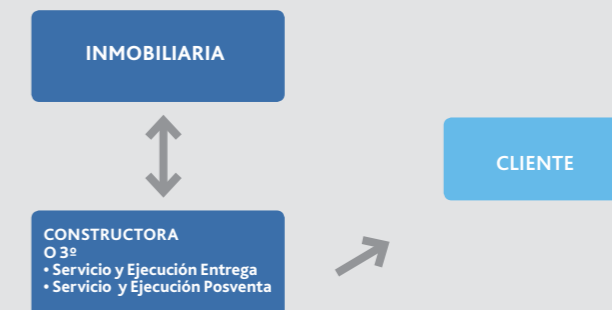 INMOBILIARIA
CLIENTE
CONSTRUCTORA
O 3º
• Servicio y Ejecución Entrega
• Servicio y Ejecución Posventa